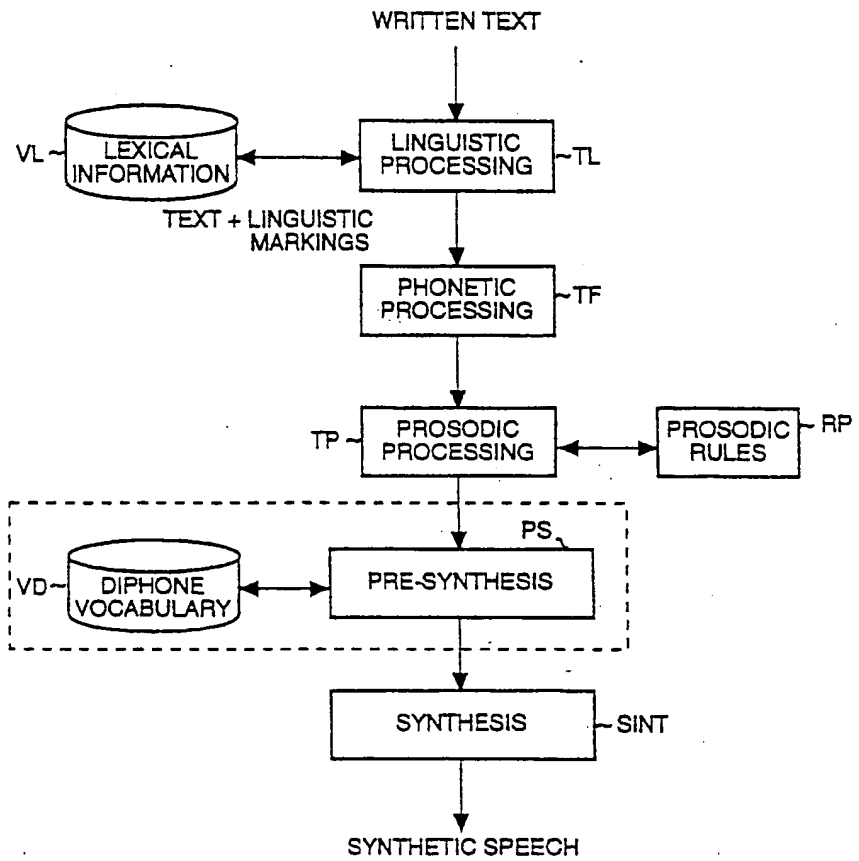 WRITTEN TEXT
VL
LEXICAL
INFORMATION
LINGUISTIC
PROCESSING
TL
TEXT + LINGUISTIC
MARKINGS
PHONETIC
PROCESSING
TF
TP
PROSODIC
PROCESSING
PROSODIC
RULES
RP
PS
VD
DIPHONE
VOCABULARY
PRE-SYNTHESIS
SYNTHESIS
SINT
SYNTHETIC SPEECH